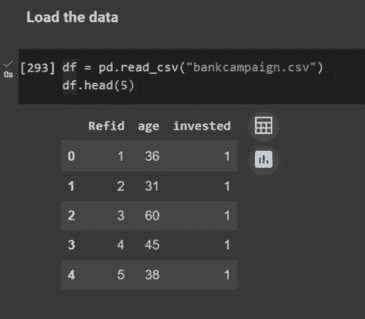 Load the data
0s
[293] df = pd.read_csv("bankcampaign.csv")
df.head(5)
Refid age invested
0 1 36 1
1 2 31 1
2 3 60 1
3 4 45 1
4 5 38 1